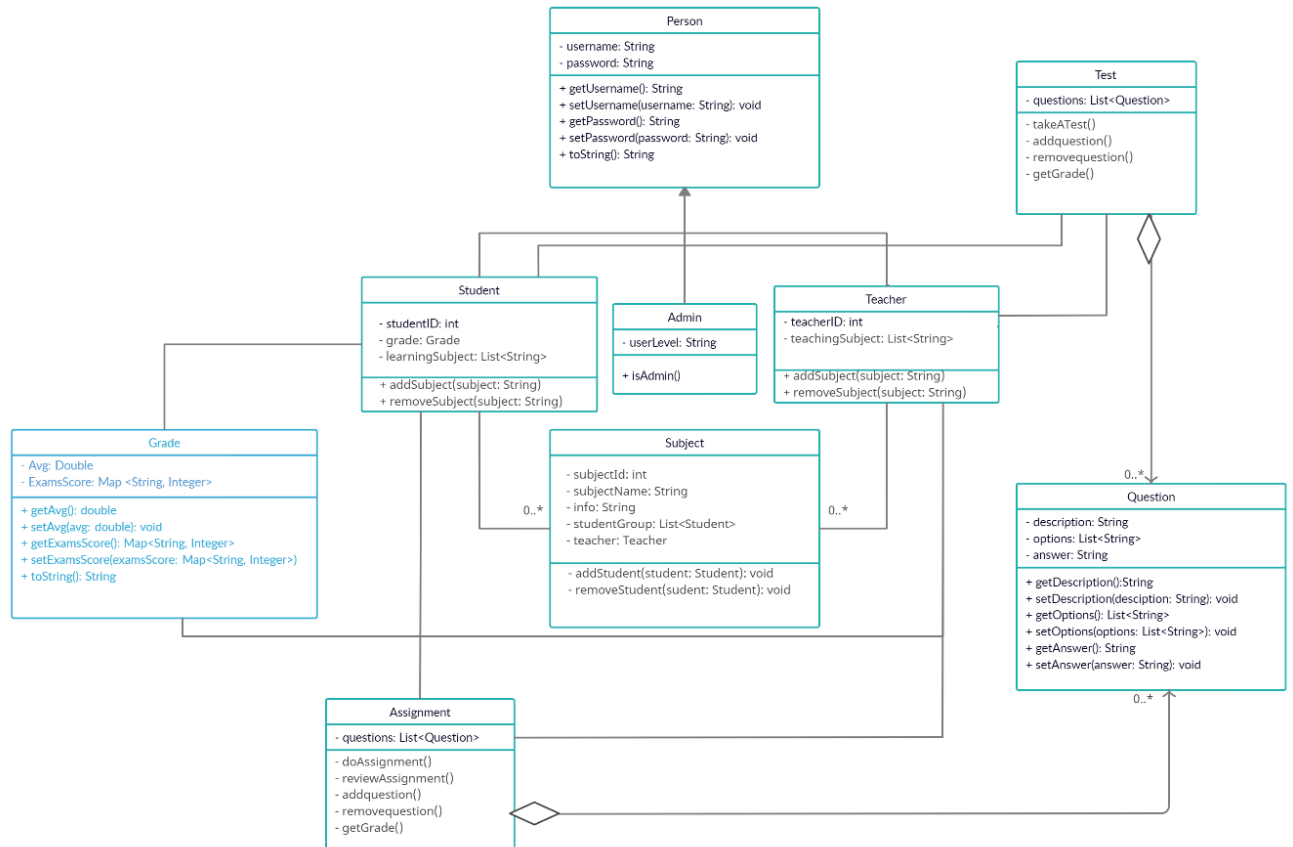 Person
- username: String
- password: String
+ getUsername(): String
+ setUsername(username: String): void
+ getPassword(): String
+ setPassword(password: String): void
+ toString(): String
Test
- questions: List<Question>
- takeATest()
- addquestion()
- removequestion()
- getGrade()
Student
- studentID: int
- grade: Grade
- learningSubject: List<String>
+ addSubject(subject: String)
+ removeSubject(subject: String)
Admin
- userLevel: String
+ isAdmin()
Teacher
- teacherID: int
- teachingSubject: List<String>
+ addSubject(subject: String)
+ removeSubject(subject: String)
Grade
- Avg: Double
- ExamsScore: Map <String, Integer>
+ getAvg(): double
+ setAvg(avg: double): void
+ getExamsScore(): Map<String, Integer>
+ setExamsScore(examsScore: Map<String, Integer>)
+ toString(): String
0..*
Subject
- subjectId: int
- subjectName: String
- info: String
- studentGroup: List<Student>
- teacher: Teacher
- addStudent(student: Student): void
- removeStudent(sudent: Student): void
0..*
0..*
Question
- description: String
- options: List<String>
- answer: String
+ getDescription():String
+ setDescription(desciption: String): void
+ getOptions(): List<String>
+ setOptions(options: List<String>): void
+ getAnswer(): String
+ setAnswer(answer: String): void
0..*
Assignment
- questions: List<Question>
- doAssignment()
- reviewAssignment()
- addquestion()
- removequestion()
- getGrade()